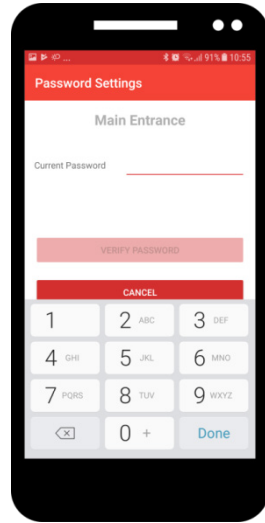 ... 91% 10:55
Password Settings
Main Entrance
Current Password
VERIFY PASSWORD
CANCEL
1 2 ABC 3 DEF
4 GHI 5 JKL 6 MNO
7 PQRS 8 TUV 9 WXYZ
0 + Done